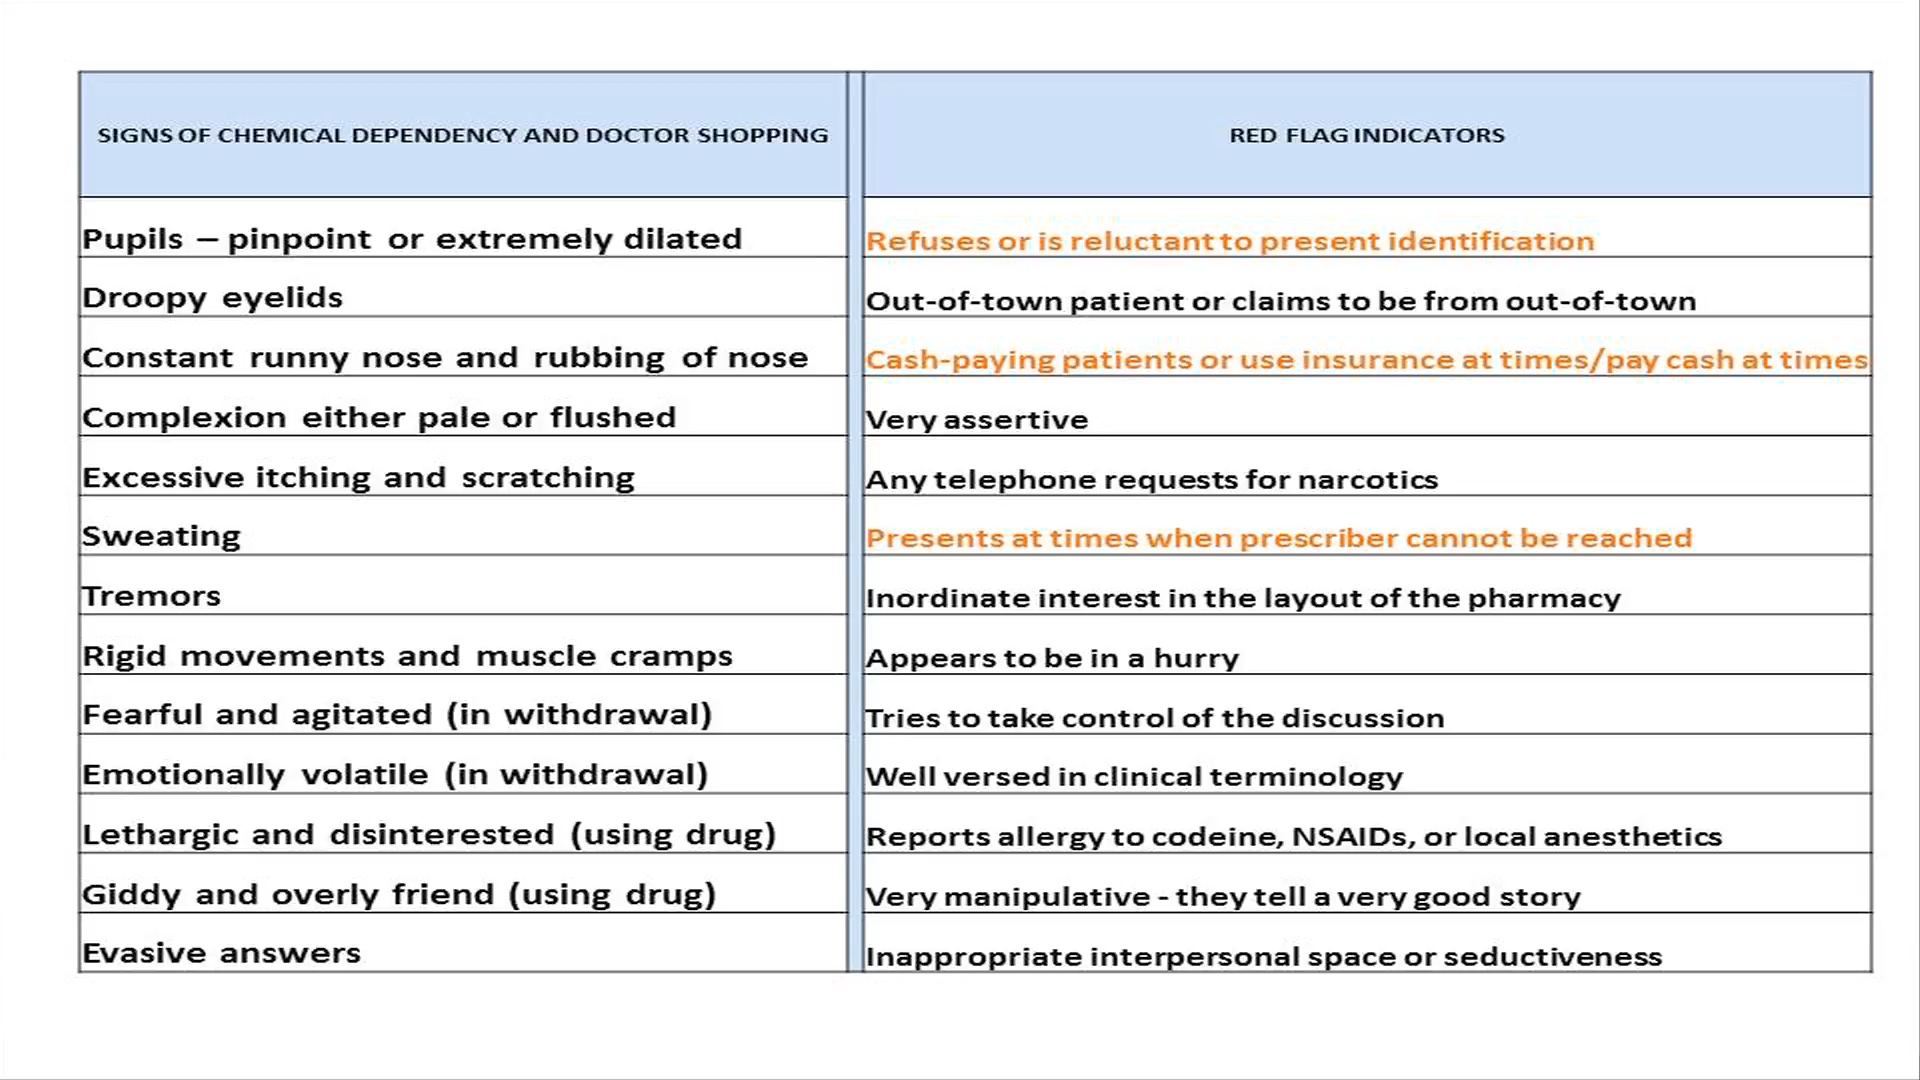 SIGNS OF CHEMICAL DEPENDENCY AND DOCTOR SHOPPING
RED FLAG INDICATORS
Pupils – pinpoint or extremely dilated
Refuses or is reluctant to present identification
Droopy eyelids
Out-of-town patient or claims to be from out-of-town
Constant runny nose and rubbing of nose
Cash-paying patients or use insurance at times/pay cash at times
Complexion either pale or flushed
Very assertive
Excessive itching and scratching
Any telephone requests for narcotics
Sweating
Presents at times when prescriber cannot be reached
Tremors
Inordinate interest in the layout of the pharmacy
Rigid movements and muscle cramps
Appears to be in a hurry
Fearful and agitated (in withdrawal)
Tries to take control of the discussion
Emotionally volatile (in withdrawal)
Well versed in clinical terminology
Lethargic and disinterested (using drug)
Reports allergy to codeine, NSAIDs, or local anesthetics
Giddy and overly friend (using drug)
Very manipulative - they tell a very good story
Evasive answers
Inappropriate interpersonal space or seductiveness